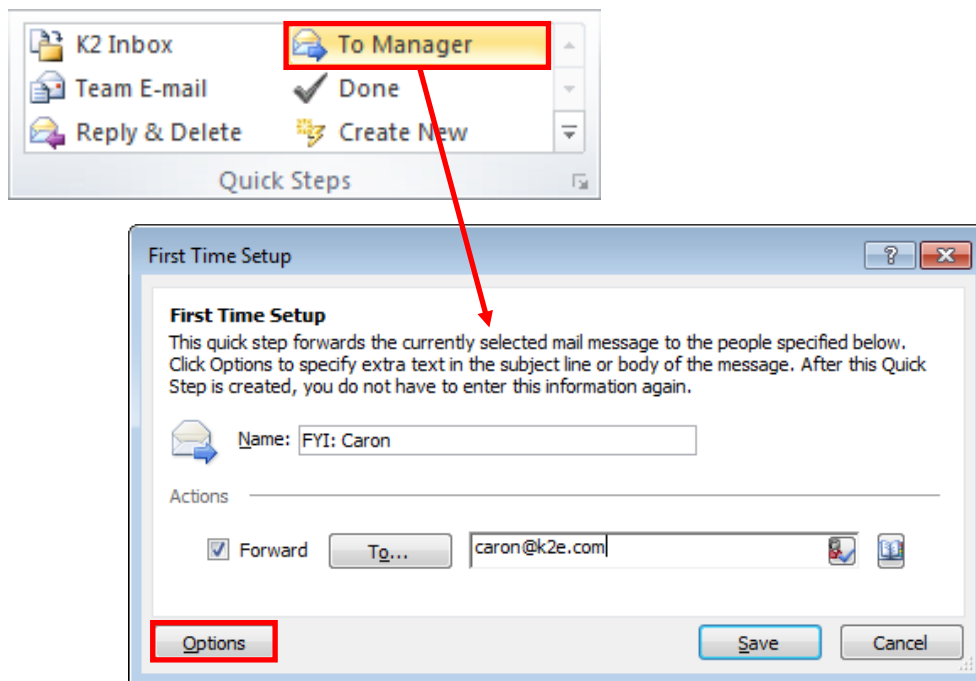 K2 Inbox To Manager
Team E-mail Done
Reply & Delete Create New
Quick Steps
First Time Setup
First Time Setup
This quick step forwards the currently selected mail message to the people specified below.
Click Options to specify extra text in the subject line or body of the message. After this Quick
Step is created, you do not have to enter this information again.
Name: FYI: Caron
Actions
Forward To... caron@k2e.com
Options Save Cancel